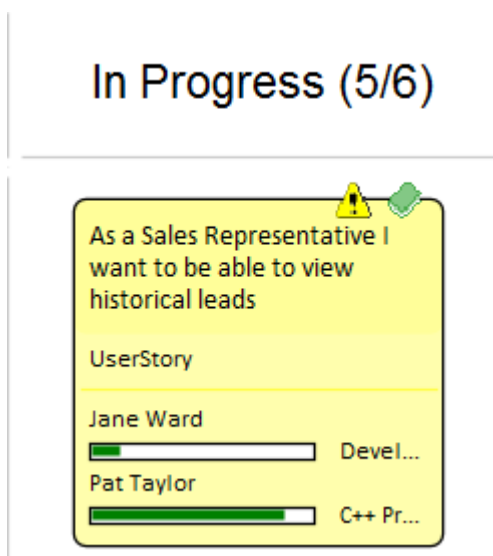 In Progress (5/6)
As a Sales Representative I
want to be able to view
historical leads
UserStory
Jane Ward
Devel...
Pat Taylor
C++ Pr...